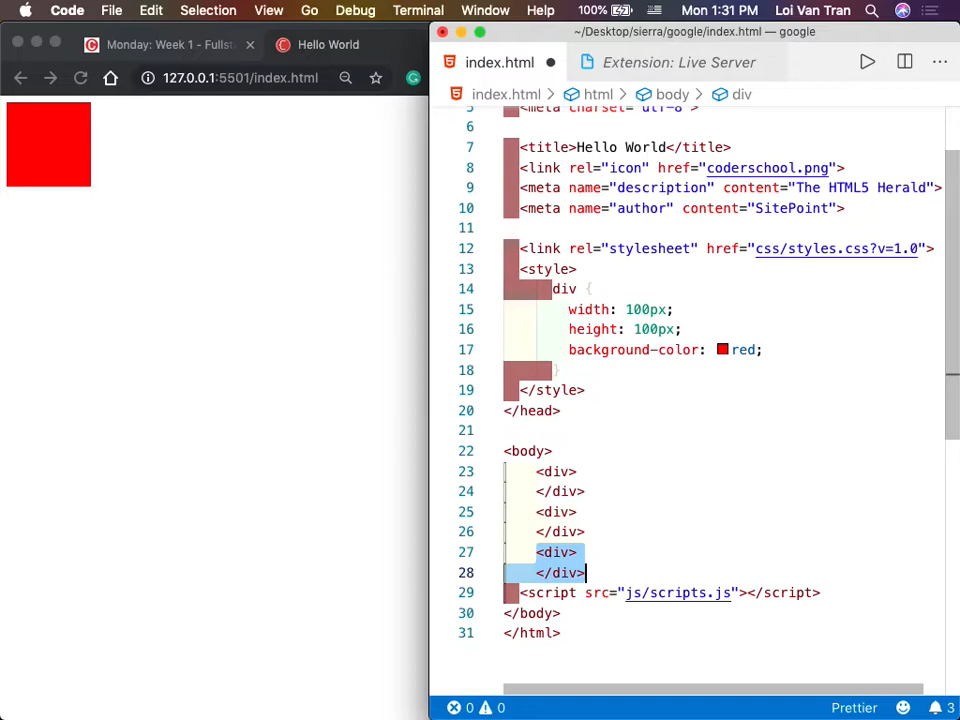 Code File Edit Selection View Go Debug Terminal Window Help 100% Mon 1:31 PM Loi Van Tran
Monday: Week 1 - Fullsta × Hello World
127.0.0.1:5501/index.html
~/Desktop/sierra/google/index.html — google
index.html ● Extension: Live Server ...
index.html > html > body > div
5 <meta charset="utf-8">
6
7 <title>Hello World</title>
8 <link rel="icon" href="coderschool.png">
9 <meta name="description" content="The HTML5 Herald">
10 <meta name="author" content="SitePoint">
11
12 <link rel="stylesheet" href="css/styles.css?v=1.0">
13 <style>
14 div {
15 width: 100px;
16 height: 100px;
17 background-color: red;
18 }
19 </style>
20 </head>
21
22 <body>
23 <div>
24 </div>
25 <div>
26 </div>
27 <div>
28 </div>
29 <script src="js/scripts.js"></script>
30 </body>
31 </html>
0 0 Prettier 3